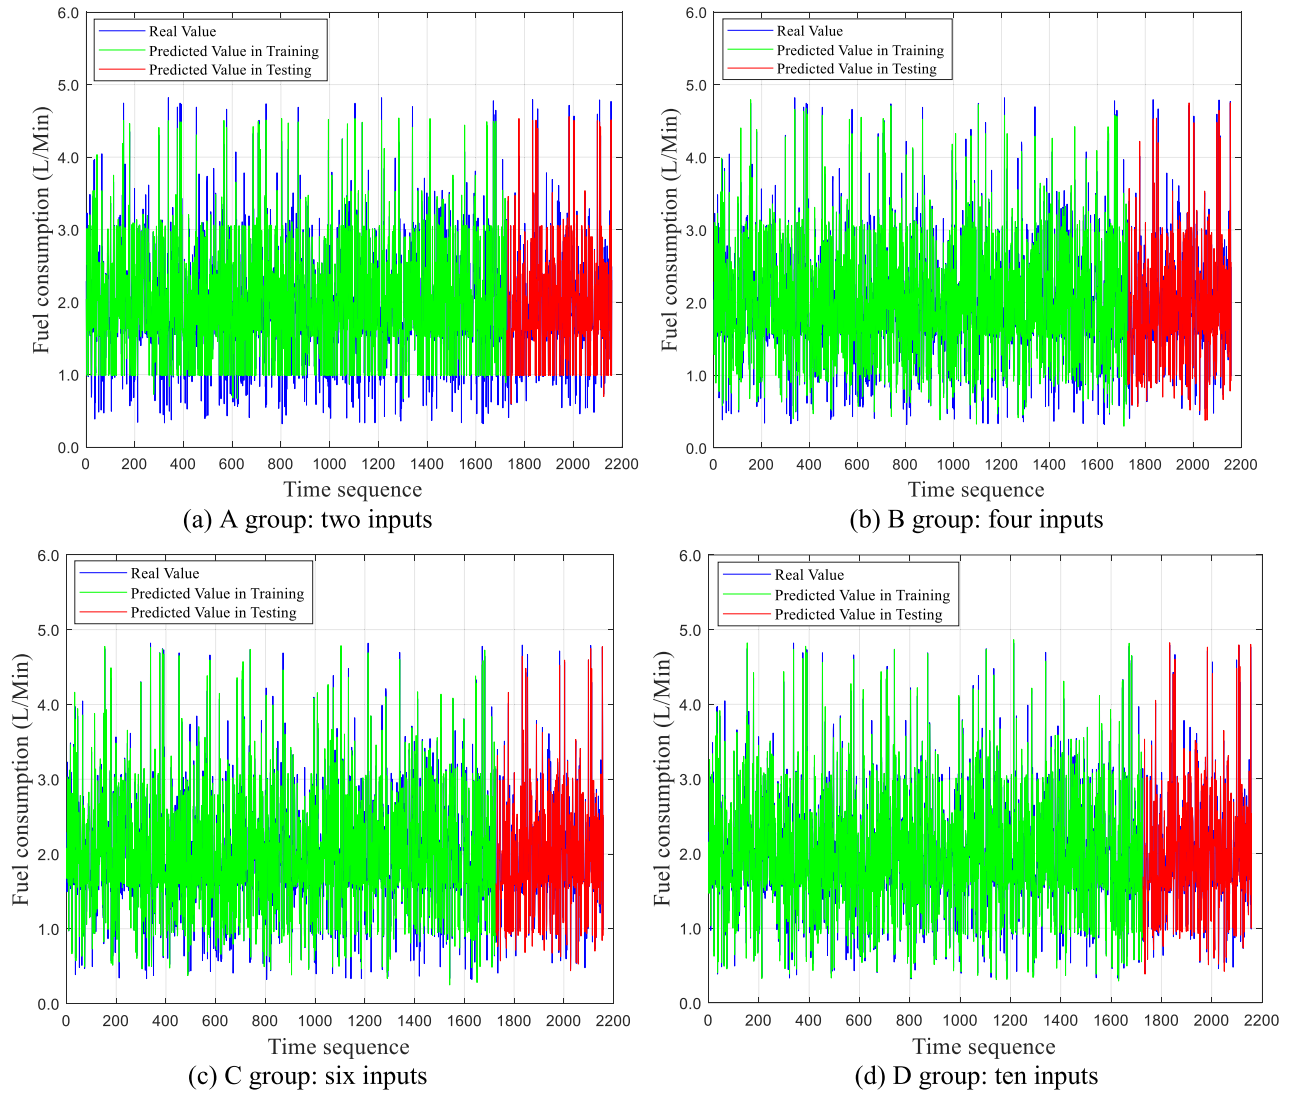 6.0
5.0
4.0
3.0
2.0
1.0
0.0
Fuel consumption (L/Min)
Real Value
Predicted Value in Training
Predicted Value in Testing
0 200 400 600 800 1000 1200 1400 1600 1800 2000 2200
Time sequence
(a) A group: two inputs
6.0
5.0
4.0
3.0
2.0
1.0
0.0
Fuel consumption (L/Min)
Real Value
Predicted Value in Training
Predicted Value in Testing
0 200 400 600 800 1000 1200 1400 1600 1800 2000 2200
Time sequence
(b) B group: four inputs
6.0
5.0
4.0
3.0
2.0
1.0
0.0
Fuel consumption (L/Min)
Real Value
Predicted Value in Training
Predicted Value in Testing
0 200 400 600 800 1000 1200 1400 1600 1800 2000 2200
Time sequence
(c) C group: six inputs
6.0
5.0
4.0
3.0
2.0
1.0
0.0
Fuel consumption (L/Min)
Real Value
Predicted Value in Training
Predicted Value in Testing
0 200 400 600 800 1000 1200 1400 1600 1800 2000 2200
Time sequence
(d) D group: ten inputs